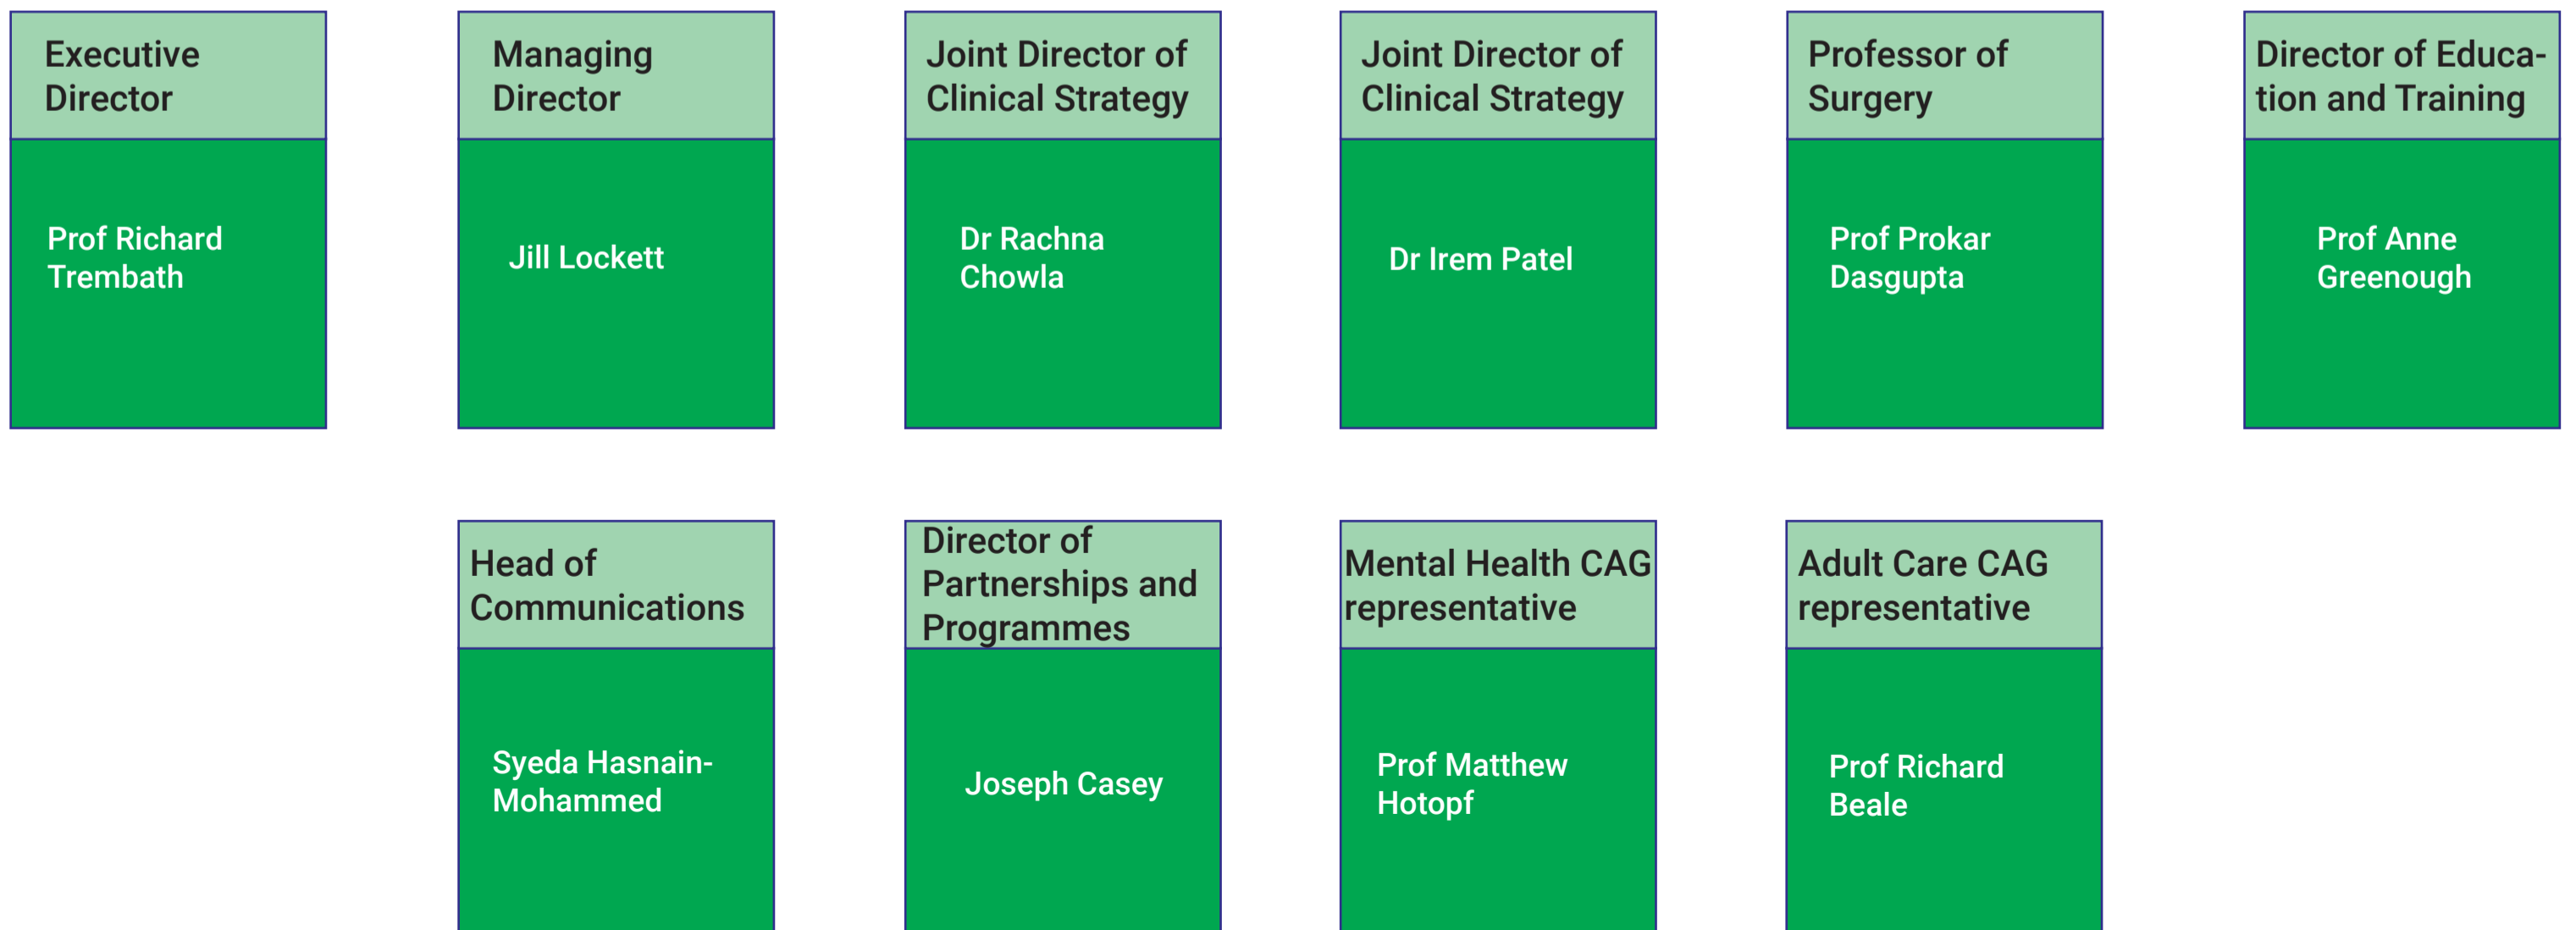 Executive
Director
Prof Richard
Trembath
Managing
Director
Jill Lockett
Joint Director of
Clinical Strategy
Dr Rachna
Chowla
Joint Director of
Clinical Strategy
Dr Irem Patel
Professor of
Surgery
Prof Prokar
Dasgupta
Director of Educa-
tion and Training
Prof Anne
Greenough
Head of
Communications
Syeda Hasnain-
Mohammed
Director of
Partnerships and
Programmes
Joseph Casey
Mental Health CAG
representative
Prof Matthew
Hotopf
Adult Care CAG
representative
Prof Richard
Beale